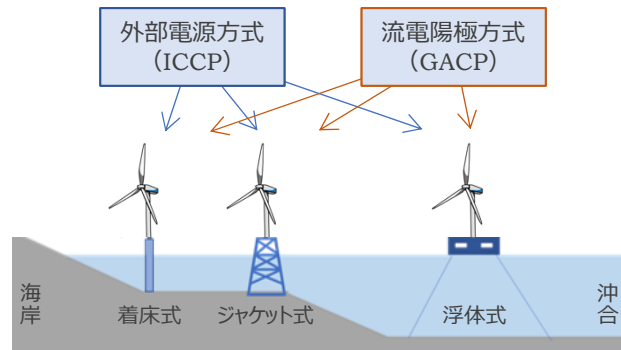 外部電源方式
（ICCP）
流電陽極方式
（GACP）
海岸
着床式
ジャケット式
浮体式
沖合